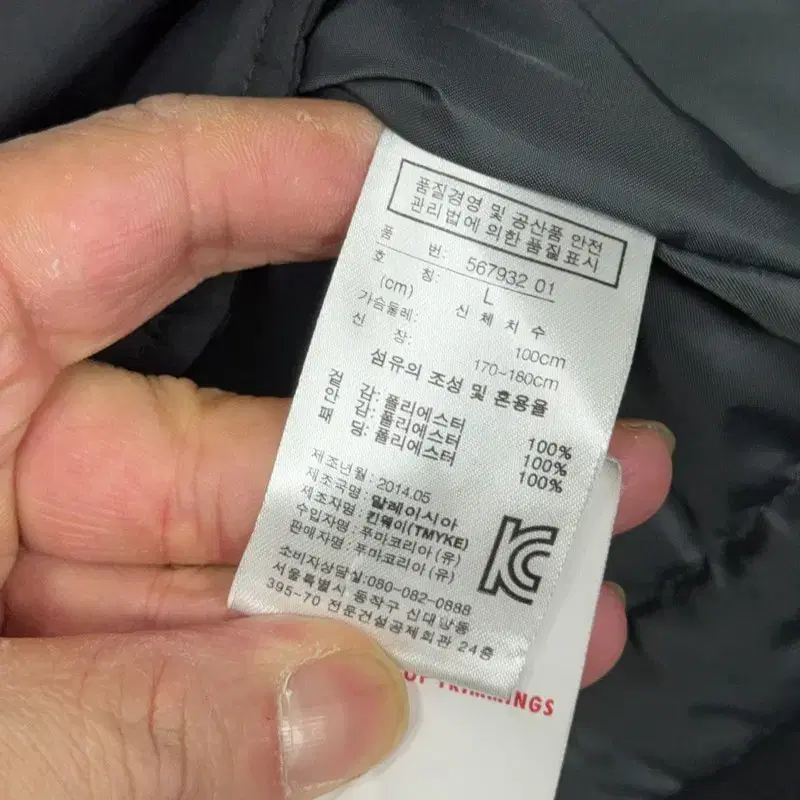 품질경영 및 공산품 안전
관리법에 의한 품질표시
품 번: 567932 01
호 칭: L
(cm) 신 체 치 수
가슴둘레: 100cm
신 장: 170~180cm
섬유의 조성 및 혼용율
겉 감: 폴리에스터 100%
안 감: 폴리에스터 100%
패 딩: 폴리에스터 100%
제조년월: 2014.05
제조국명: 말레이시아
제조자명: 킨웨이(TMYKE)
수입자명: 푸마코리아(유)
판매자명: 푸마코리아(유)
소비자상담실:080-082-0888
서울특별시 동작구 신대방동
395-70 전문건설공제회관 24층
KC
OF TRIMMINGS